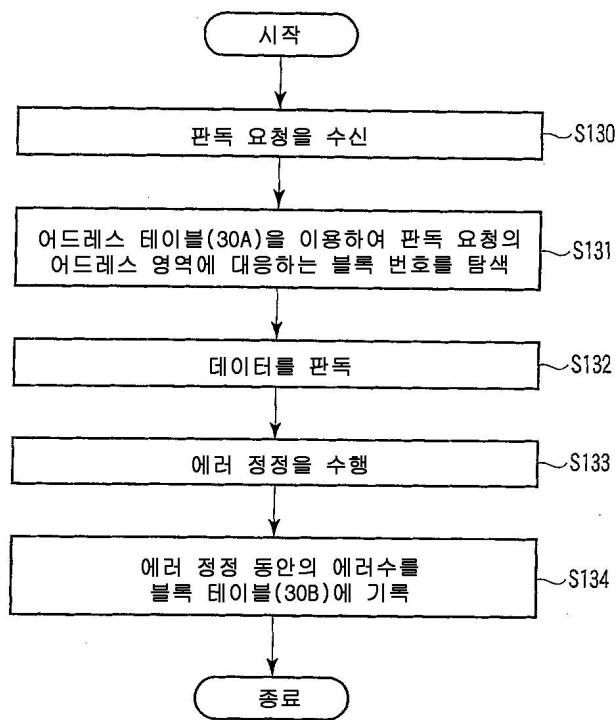 시작
판독 요청을 수신
S130
어드레스 테이블(30A)을 이용하여 판독 요청의
어드레스 영역에 대응하는 블록 번호를 탐색
S131
데이터를 판독
S132
에러 정정을 수행
S133
에러 정정 동안의 에러수를
블록 테이블(30B)에 기록
S134
종료